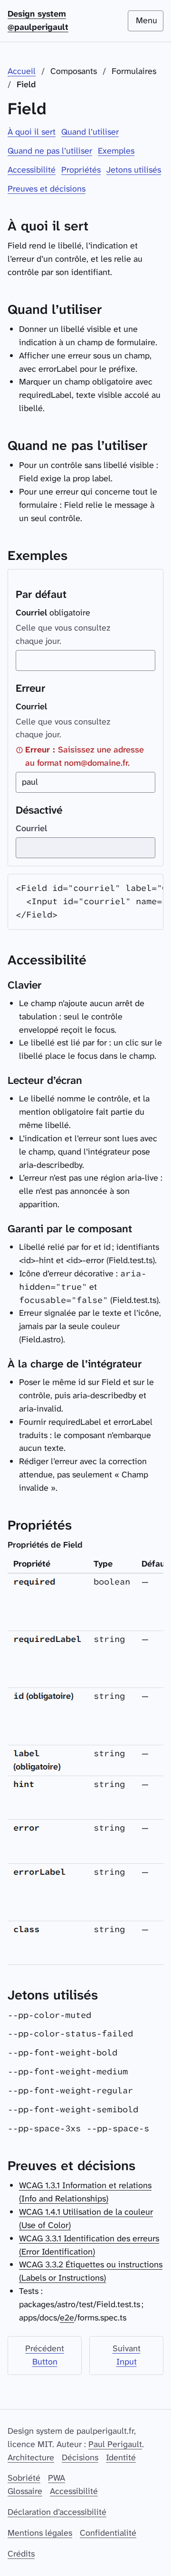 Design system
@paulperigault
Menu
Accueil / Composants / Formulaires
/ Field
Field
À quoi il sert Quand l’utiliser
Quand ne pas l’utiliser Exemples
Accessibilité Propriétés Jetons utilisés
Preuves et décisions
À quoi il sert
Field relie le libellé, l’indication et
l’erreur d’un contrôle, et les relie au
contrôle par son identifiant.
Quand l’utiliser
Donner un libellé visible et une
indication à un champ de formulaire.
Afficher une erreur sous un champ,
avec errorLabel pour le préfixe.
Marquer un champ obligatoire avec
requiredLabel, texte visible accolé au
libellé.
Quand ne pas l’utiliser
Pour un contrôle sans libellé visible :
Field exige la prop label.
Pour une erreur qui concerne tout le
formulaire : Field relie le message à
un seul contrôle.
Exemples
Par défaut
Courriel obligatoire
Celle que vous consultez
chaque jour.
Erreur
Courriel
Celle que vous consultez
chaque jour.
Erreur : Saisissez une adresse
au format nom@domaine.fr.
paul
Désactivé
Courriel
<Field id="courriel" label="
<Input id="courriel" name=
</Field>
Accessibilité
Clavier
Le champ n’ajoute aucun arrêt de
tabulation : seul le contrôle
enveloppé reçoit le focus.
Le libellé est lié par for : un clic sur le
libellé place le focus dans le champ.
Lecteur d’écran
Le libellé nomme le contrôle, et la
mention obligatoire fait partie du
même libellé.
L’indication et l’erreur sont lues avec
le champ, quand l’intégrateur pose
aria-describedby.
L’erreur n’est pas une région aria-live :
elle n’est pas annoncée à son
apparition.
Garanti par le composant
Libellé relié par for et id ; identifiants
<id>-hint et <id>-error (Field.test.ts).
Icône d’erreur décorative : aria-
hidden="true" et
focusable="false" (Field.test.ts).
Erreur signalée par le texte et l’icône,
jamais par la seule couleur
(Field.astro).
À la charge de l’intégrateur
Poser le même id sur Field et sur le
contrôle, puis aria-describedby et
aria-invalid.
Fournir requiredLabel et errorLabel
traduits : le composant n’embarque
aucun texte.
Rédiger l’erreur avec la correction
attendue, pas seulement « Champ
invalide ».
Propriétés
Propriétés de Field
Propriété Type Défau
required boolean —
requiredLabel string —
id (obligatoire) string —
label string —
(obligatoire)
hint string —
error string —
errorLabel string —
class string —
Jetons utilisés
--pp-color-muted
--pp-color-status-failed
--pp-font-weight-bold
--pp-font-weight-medium
--pp-font-weight-regular
--pp-font-weight-semibold
--pp-space-3xs --pp-space-s
Preuves et décisions
WCAG 1.3.1 Information et relations
(Info and Relationships)
WCAG 1.4.1 Utilisation de la couleur
(Use of Color)
WCAG 3.3.1 Identification des erreurs
(Error Identification)
WCAG 3.3.2 Étiquettes ou instructions
(Labels or Instructions)
Tests :
packages/astro/test/Field.test.ts ;
apps/docs/e2e/forms.spec.ts
Précédent
Button
Suivant
Input
Design system de paulperigault.fr,
licence MIT. Auteur : Paul Perigault.
Architecture Décisions Identité
Sobriété PWA
Glossaire Accessibilité
Déclaration d’accessibilité
Mentions légales Confidentialité
Crédits